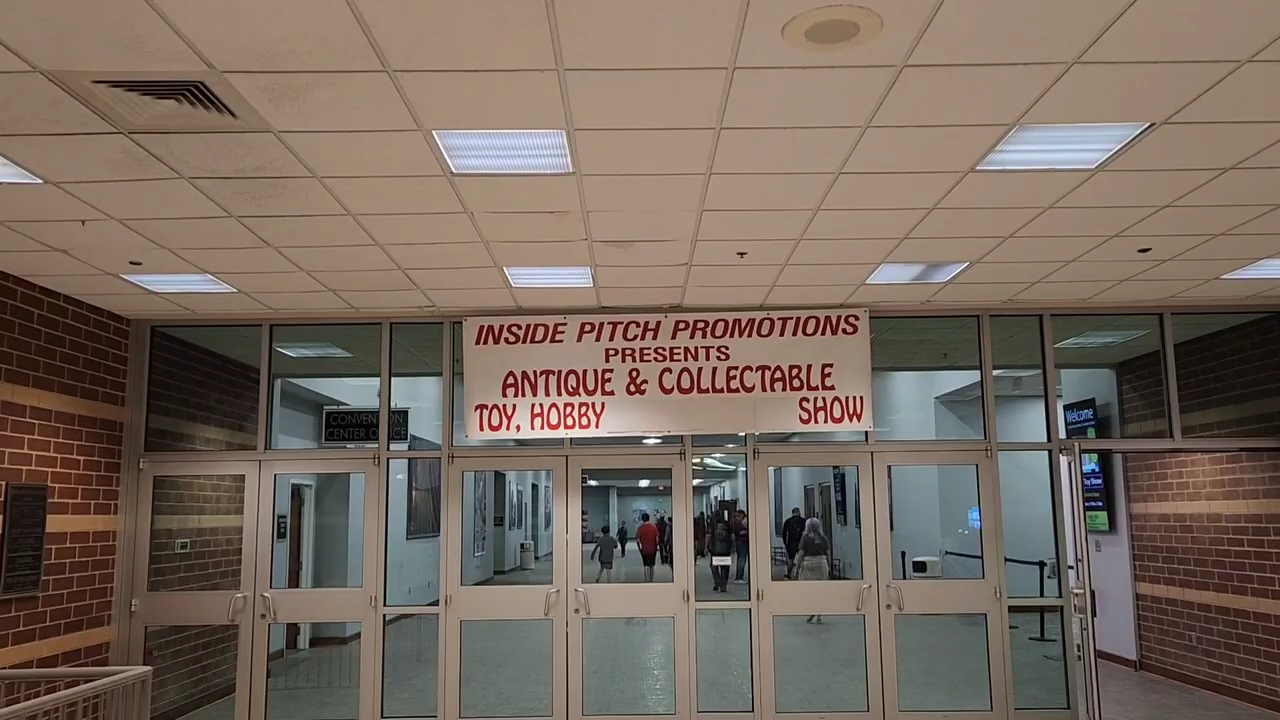 INSIDE PITCH PROMOTIONS
PRESENTS
ANTIQUE & COLLECTABLE
TOY, HOBBY SHOW
CONVENTION
CENTER OFFICE
Welcome
Toy Show